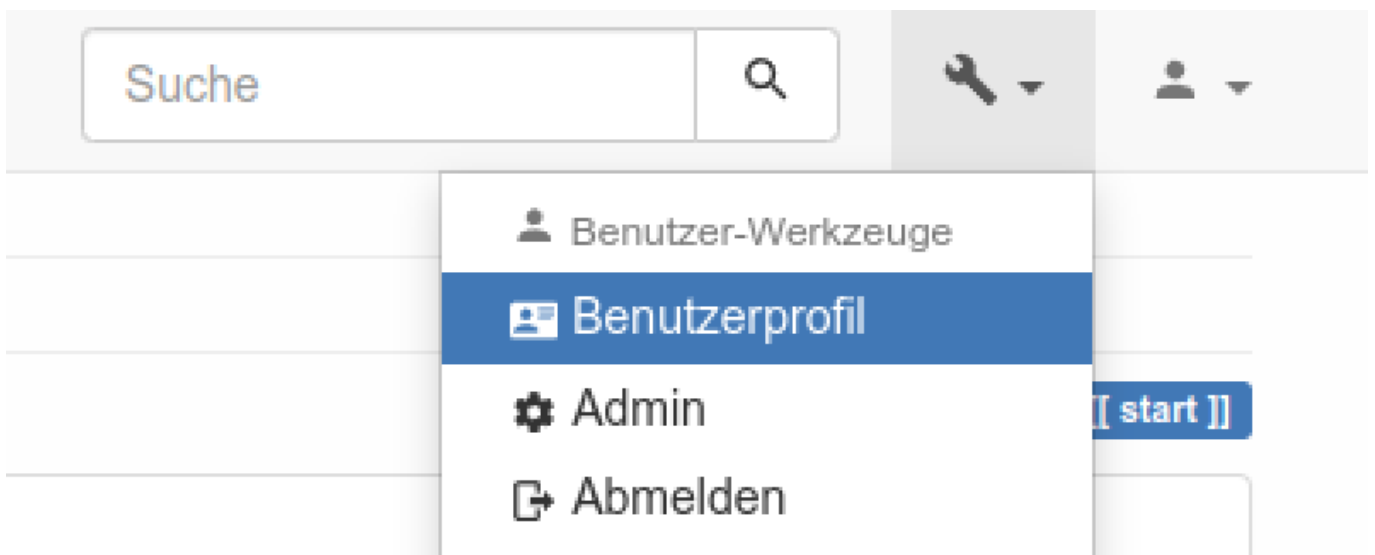 Suche
Benutzer-Werkzeuge
Benutzerprofil
Admin
[[ start ]]
Abmelden